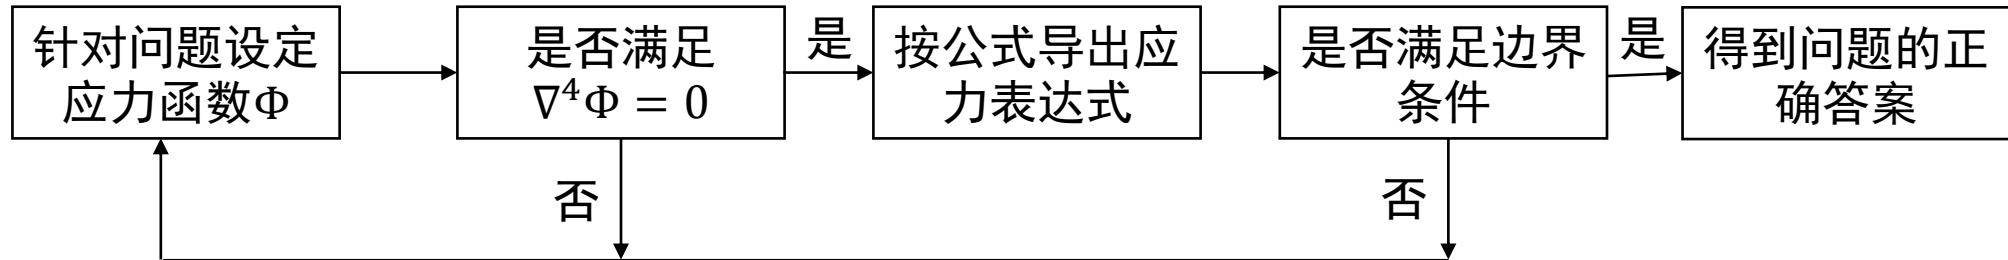 针对问题设定
应力函数Φ
是否满足
∇⁴Φ = 0
是
按公式导出应
力表达式
是否满足边界
条件
是
得到问题的正
确答案
否
否